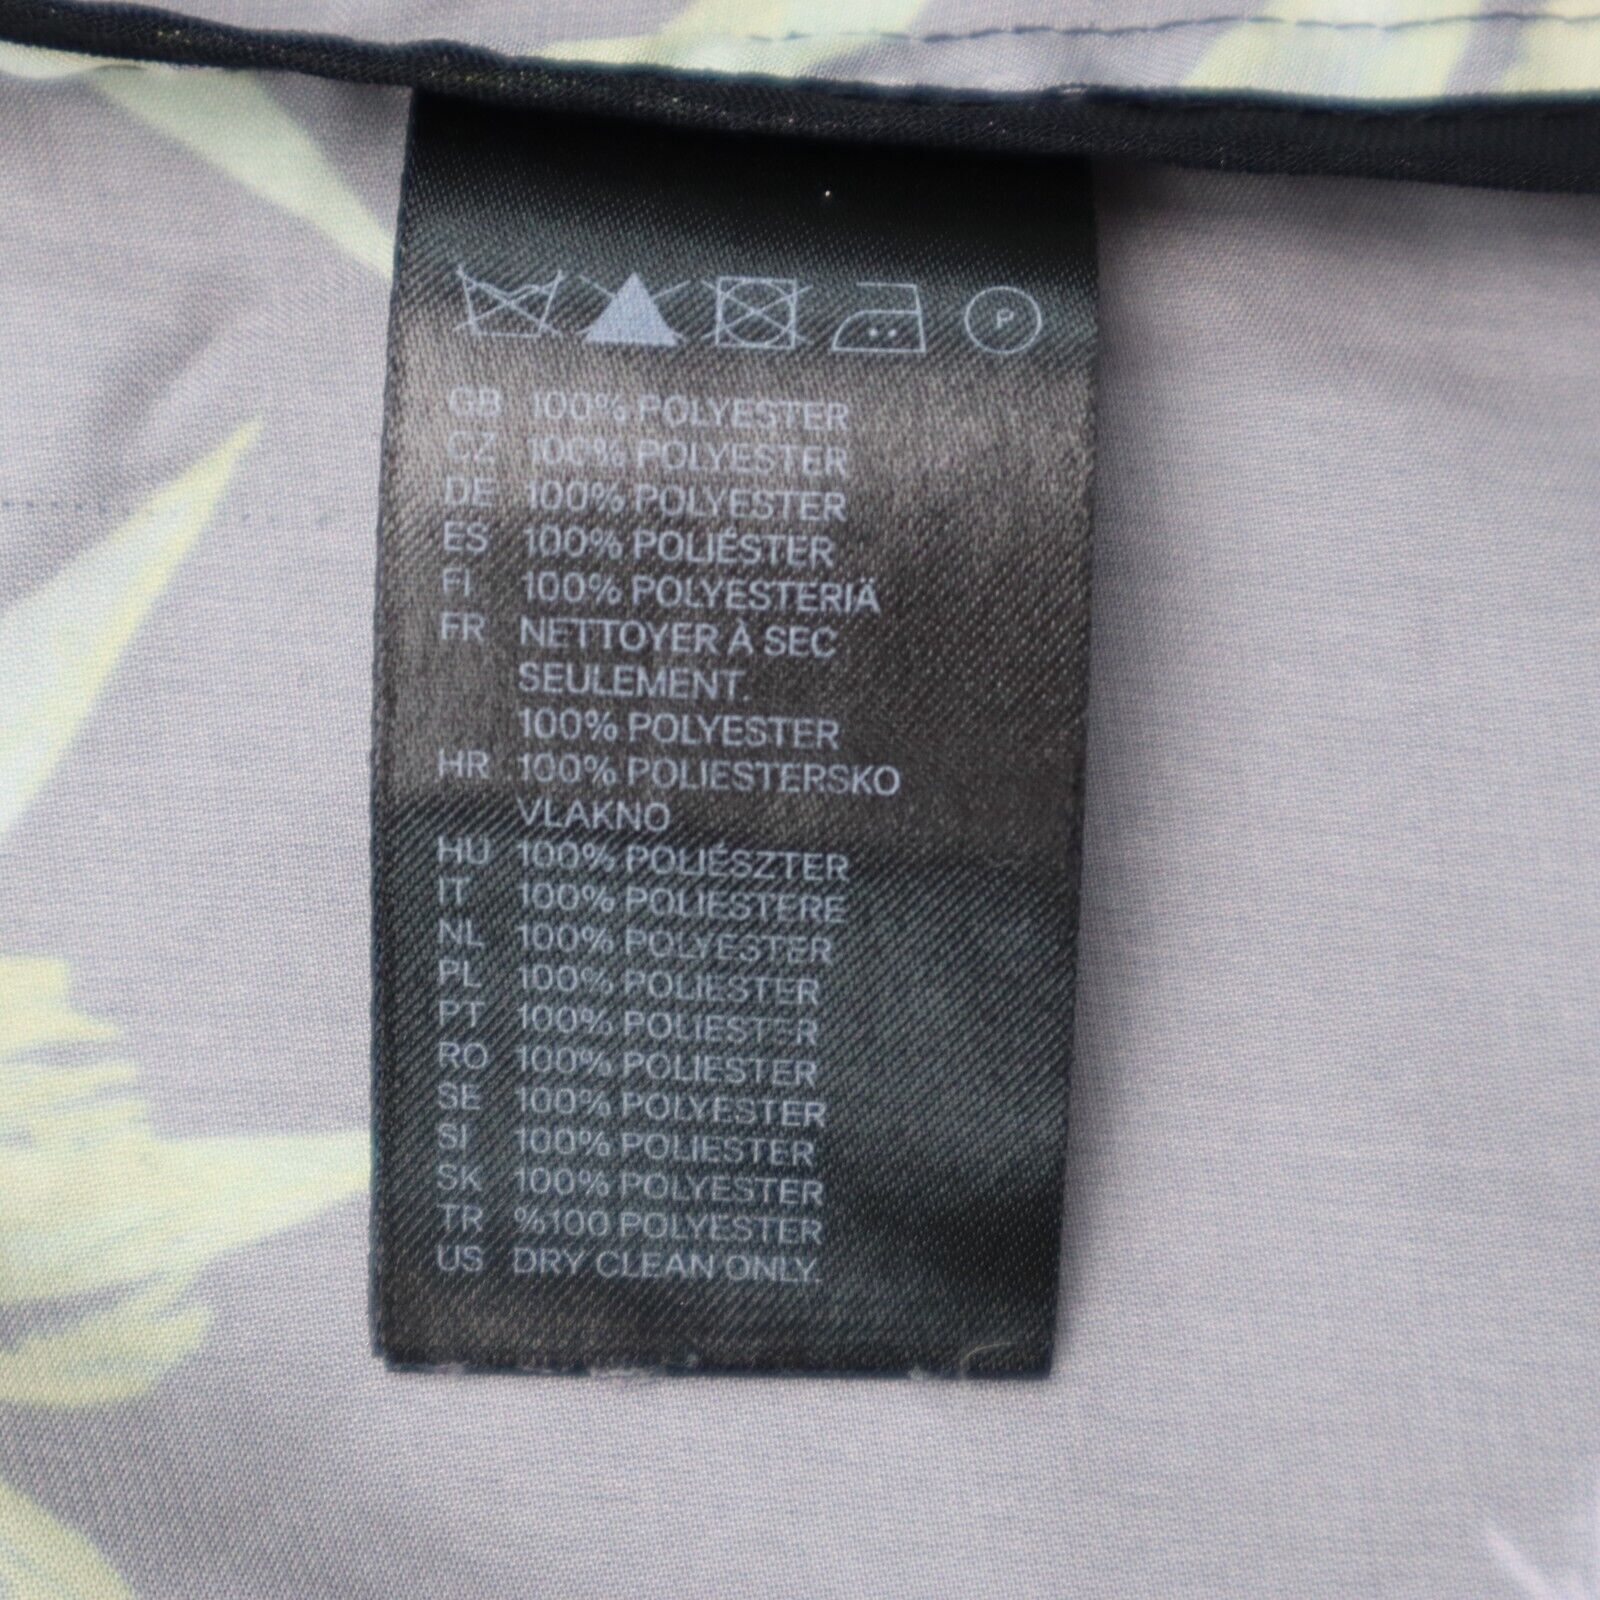 P
GB 100% POLYESTER
CZ 100% POLYESTER
DE 100% POLYESTER
ES 100% POLIÉSTER
FI 100% POLYESTERIÄ
FR NETTOYER À SEC
SEULEMENT.
100% POLYESTER
HR 100% POLIESTERSKO
VLAKNO
HU 100% POLIÉSZTER
IT 100% POLIESTERE
NL 100% POLYESTER
PL 100% POLIESTER
PT 100% POLIESTER
RO 100% POLIESTER
SE 100% POLYESTER
SI 100% POLIESTER
SK 100% POLYESTER
TR %100 POLYESTER
US DRY CLEAN ONLY.